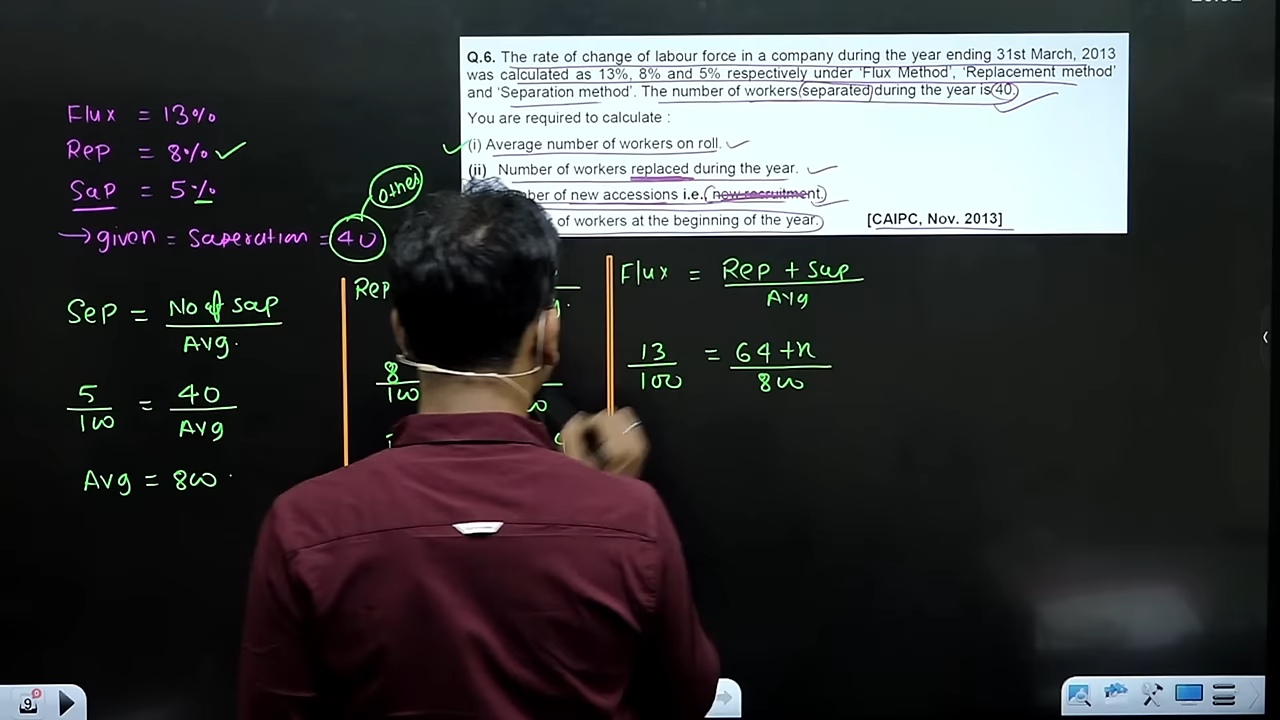 Q.6. The rate of change of labour force in a company during the year ending 31st March, 2013
was calculated as 13%, 8% and 5% respectively under 'Flux Method', 'Replacement method'
and 'Separation method'. The number of workers separated during the year is 40.
You are required to calculate :
(i) Average number of workers on roll.
(ii) Number of workers replaced during the year.
of new accessions i.e. new recruitment.
of workers at the beginning of the year.
[CAIPC, Nov. 2013]
Flux = 13%
Rep = 8%
Sap = 5%
→ given = Saperation = 40
Other
Sep = No of sap
Avg.
5 = 40
100 Avg
Avg = 800
Rep
8
100
Flux = Rep + Sap
Avg
13 = 64 + n
100 800
9